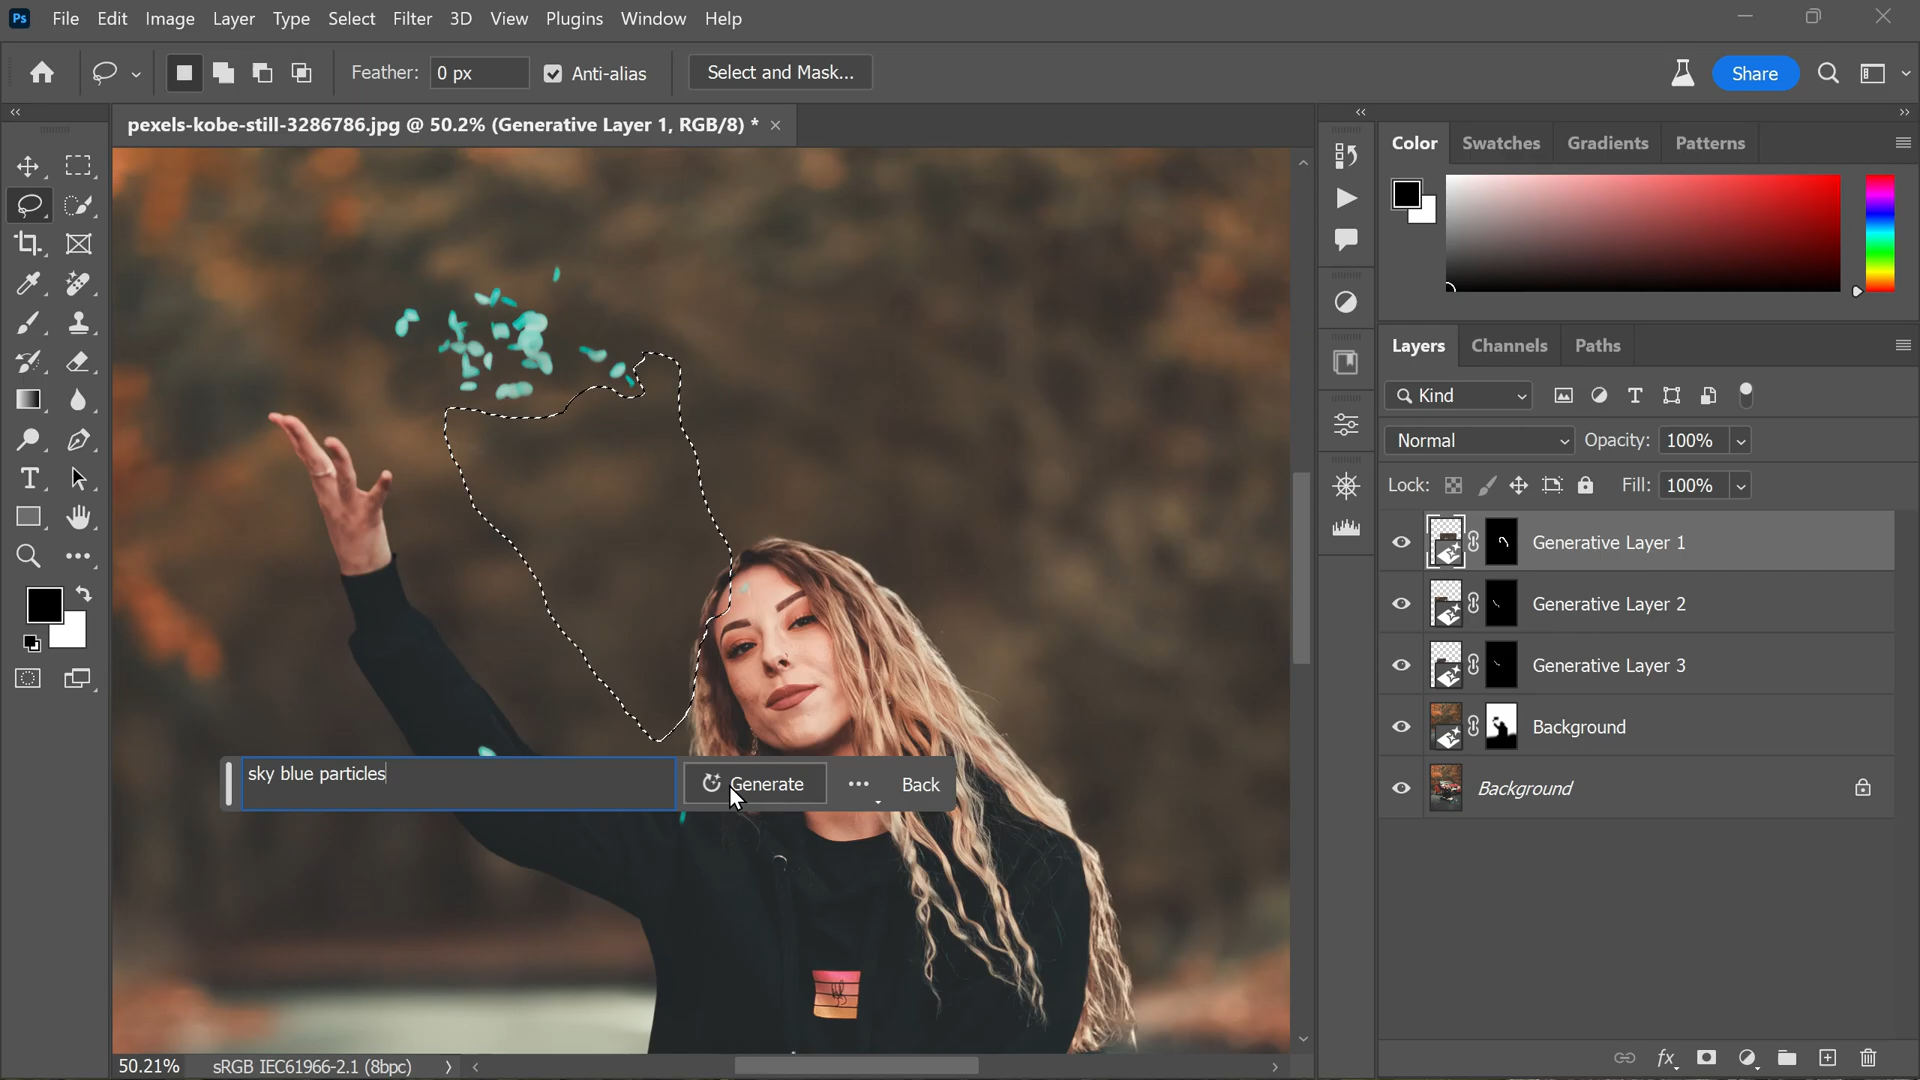 Ps File Edit Image Layer Type Select Filter 3D View Plugins Window Help
Feather: 0 px Anti-alias Select and Mask... Share
pexels-kobe-still-3286786.jpg @ 50.2% (Generative Layer 1, RGB/8) *
Color Swatches Gradients Patterns
Layers Channels Paths
Kind
Normal Opacity: 100%
Lock: Fill: 100%
Generative Layer 1
Generative Layer 2
Generative Layer 3
Background
Background
sky blue particles Generate Back
50.21% sRGB IEC61966-2.1 (8bpc)